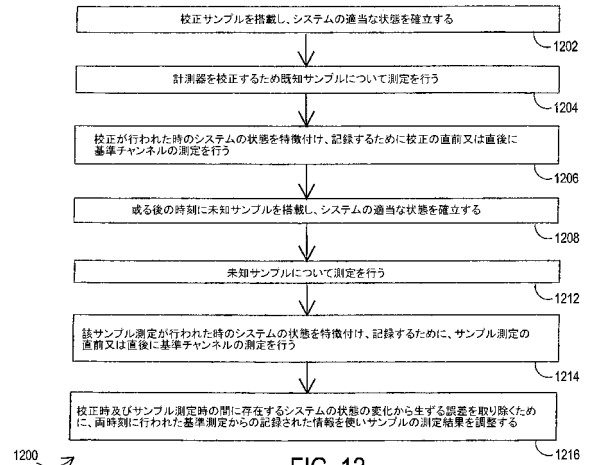 校正サンプルを搭載し、システムの適当な状態を確立する
1202
計測器を校正するため既知サンプルについて測定を行う
1204
校正が行われた時のシステムの状態を特徴付け、記録するために校正の直前又は直後に
基準チャンネルの測定を行う
1206
或る後の時刻に未知サンプルを搭載し、システムの適当な状態を確立する
1208
未知サンプルについて測定を行う
1212
該サンプル測定が行われた時のシステムの状態を特徴付け、記録するために、サンプル測定の
直前又は直後に基準チャンネルの測定を行う
1214
校正時及びサンプル測定時の間に存在するシステムの状態の変化から生ずる誤差を取り除くため
に、両時刻に行われた基準測定からの記録された情報を使いサンプルの測定結果を調整する
1216
1200
FIG. 12